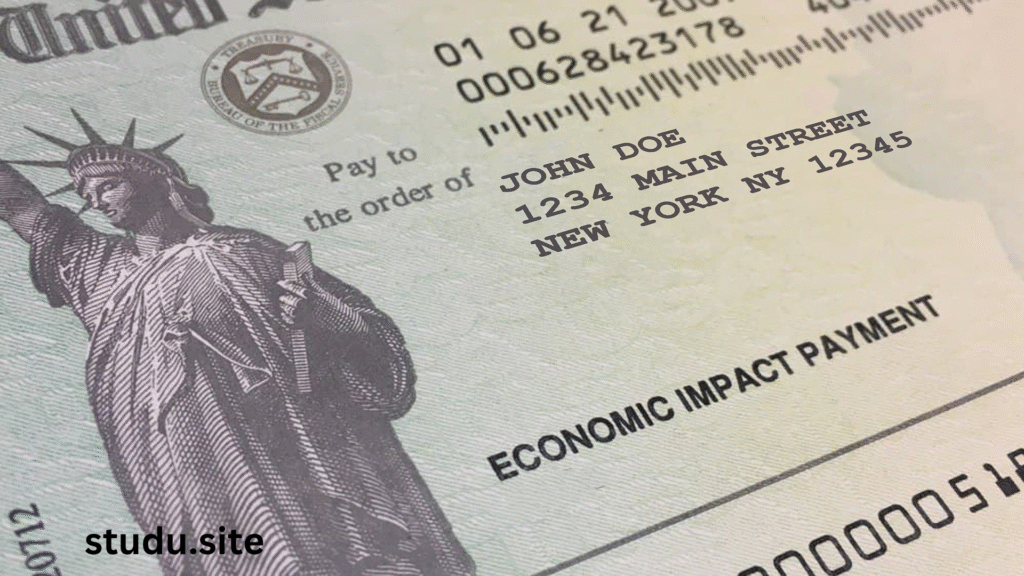 United
TREASURY
BUREAU OF THE FISCAL
01 06 21
000628423178
Pay to
the order of
JOHN DOE
1234 MAIN STREET
NEW YORK NY 12345
ECONOMIC IMPACT PAYMENT
20712
studu.site